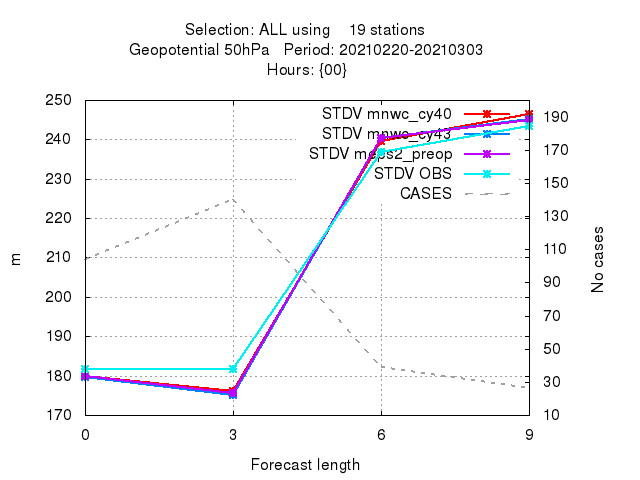 Selection: ALL using    19 stations
Geopotential 50hPa   Period: 20210220-20210303
Hours: {00}
STDV mnwc_cy40
STDV mnwc_cy43
STDV meps2_preop
STDV OBS
CASES
250
240
230
220
210
200
190
180
170
m
190
170
150
130
110
90
70
50
30
10
No cases
0 3 6 9
Forecast length